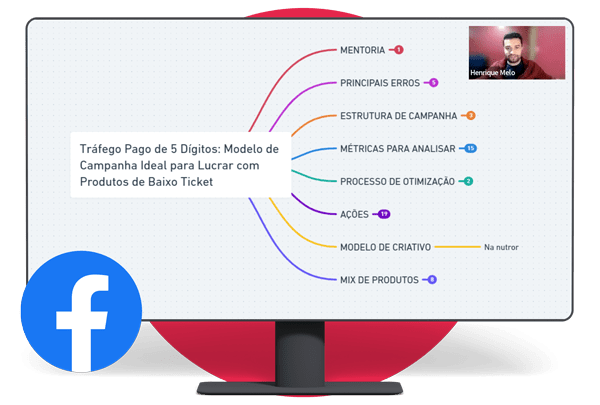 MENTORIA 1
Henrique Melo
PRINCIPAIS ERROS 5
ESTRUTURA DE CAMPANHA 3
Tráfego Pago de 5 Dígitos: Modelo de
Campanha Ideal para Lucrar com
Produtos de Baixo Ticket
MÉTRICAS PARA ANALISAR 15
PROCESSO DE OTIMIZAÇÃO 2
AÇÕES 19
MODELO DE CRIATIVO Na nutror
MIX DE PRODUTOS 8